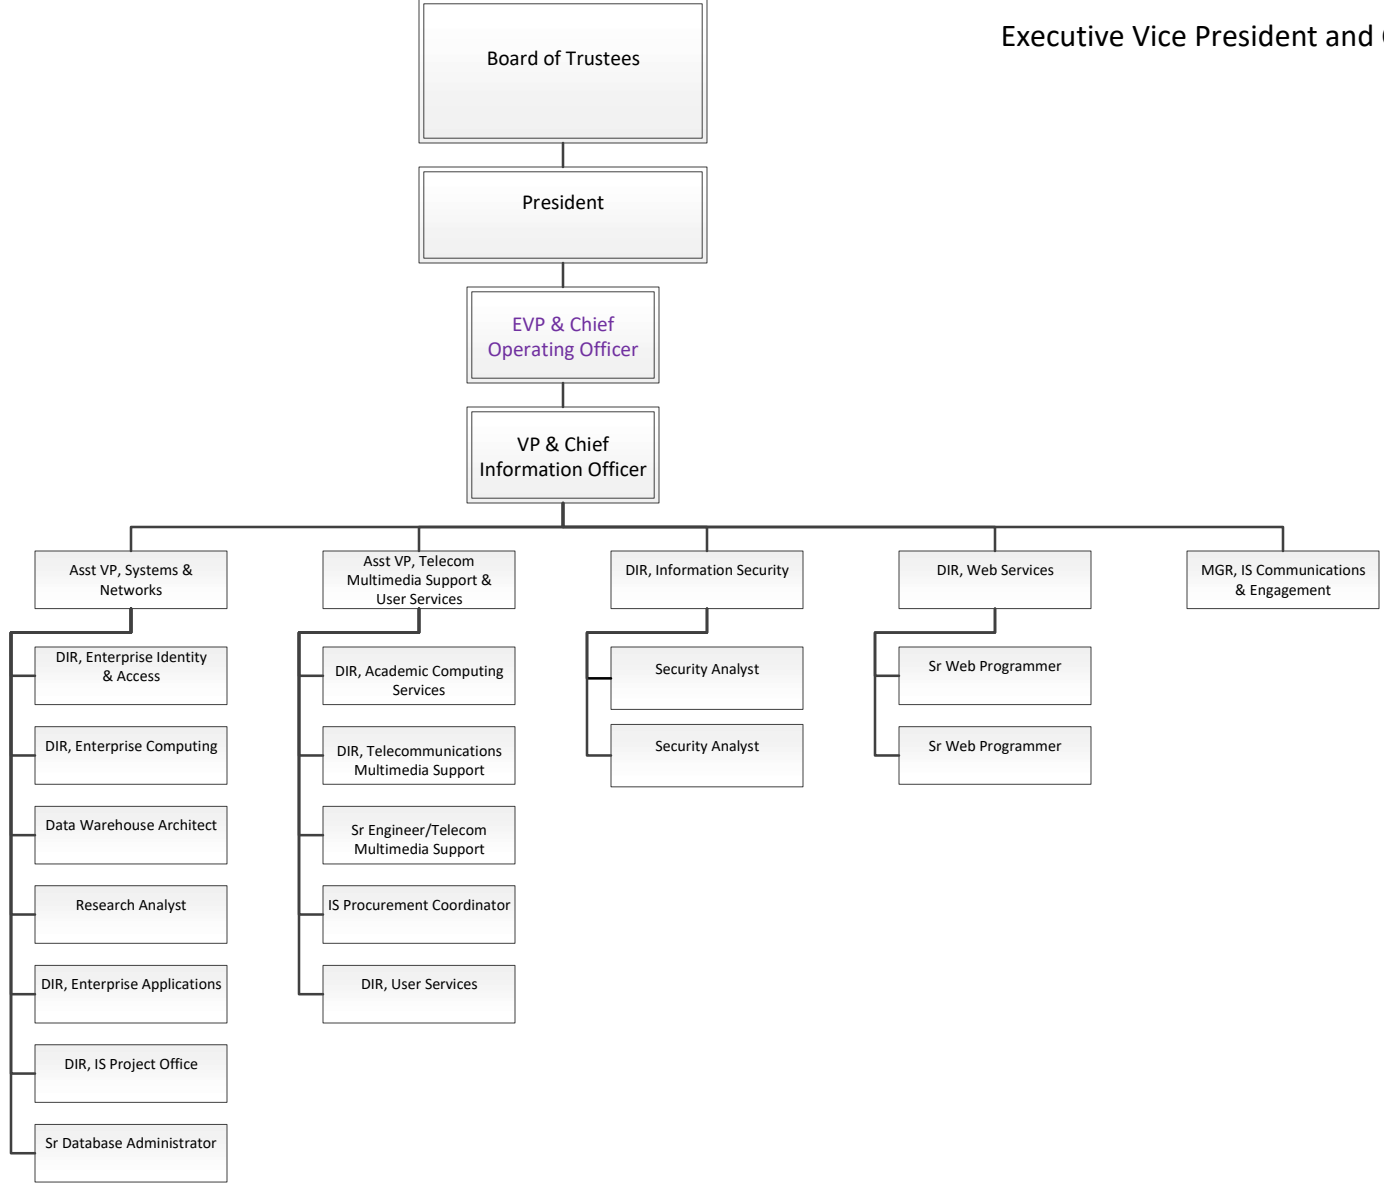 Executive Vice President and
Board of Trustees
President
EVP & Chief
Operating Officer
VP & Chief
Information Officer
Asst VP, Systems &
Networks
Asst VP, Telecom
Multimedia Support &
User Services
DIR, Information Security
DIR, Web Services
MGR, IS Communications
& Engagement
DIR, Enterprise Identity
& Access
DIR, Enterprise Computing
Data Warehouse Architect
Research Analyst
DIR, Enterprise Applications
DIR, IS Project Office
Sr Database Administrator
DIR, Academic Computing
Services
DIR, Telecommunications
Multimedia Support
Sr Engineer/Telecom
Multimedia Support
IS Procurement Coordinator
DIR, User Services
Security Analyst
Security Analyst
Sr Web Programmer
Sr Web Programmer